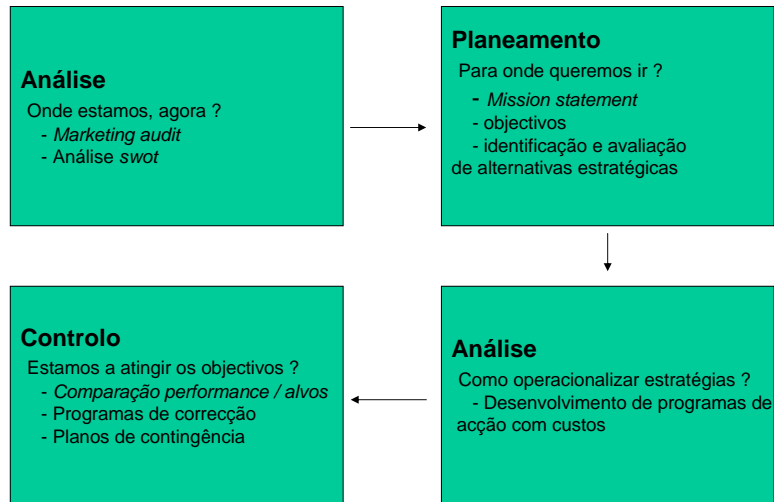 Análise
Onde estamos, agora ?
- Marketing audit
- Análise swot
Planeamento
Para onde queremos ir ?
- Mission statement
- objectivos
- identificação e avaliação
de alternativas estratégicas
Análise
Como operacionalizar estratégias ?
- Desenvolvimento de programas de
acção com custos
Controlo
Estamos a atingir os objectivos ?
- Comparação performance / alvos
- Programas de correcção
- Planos de contingência